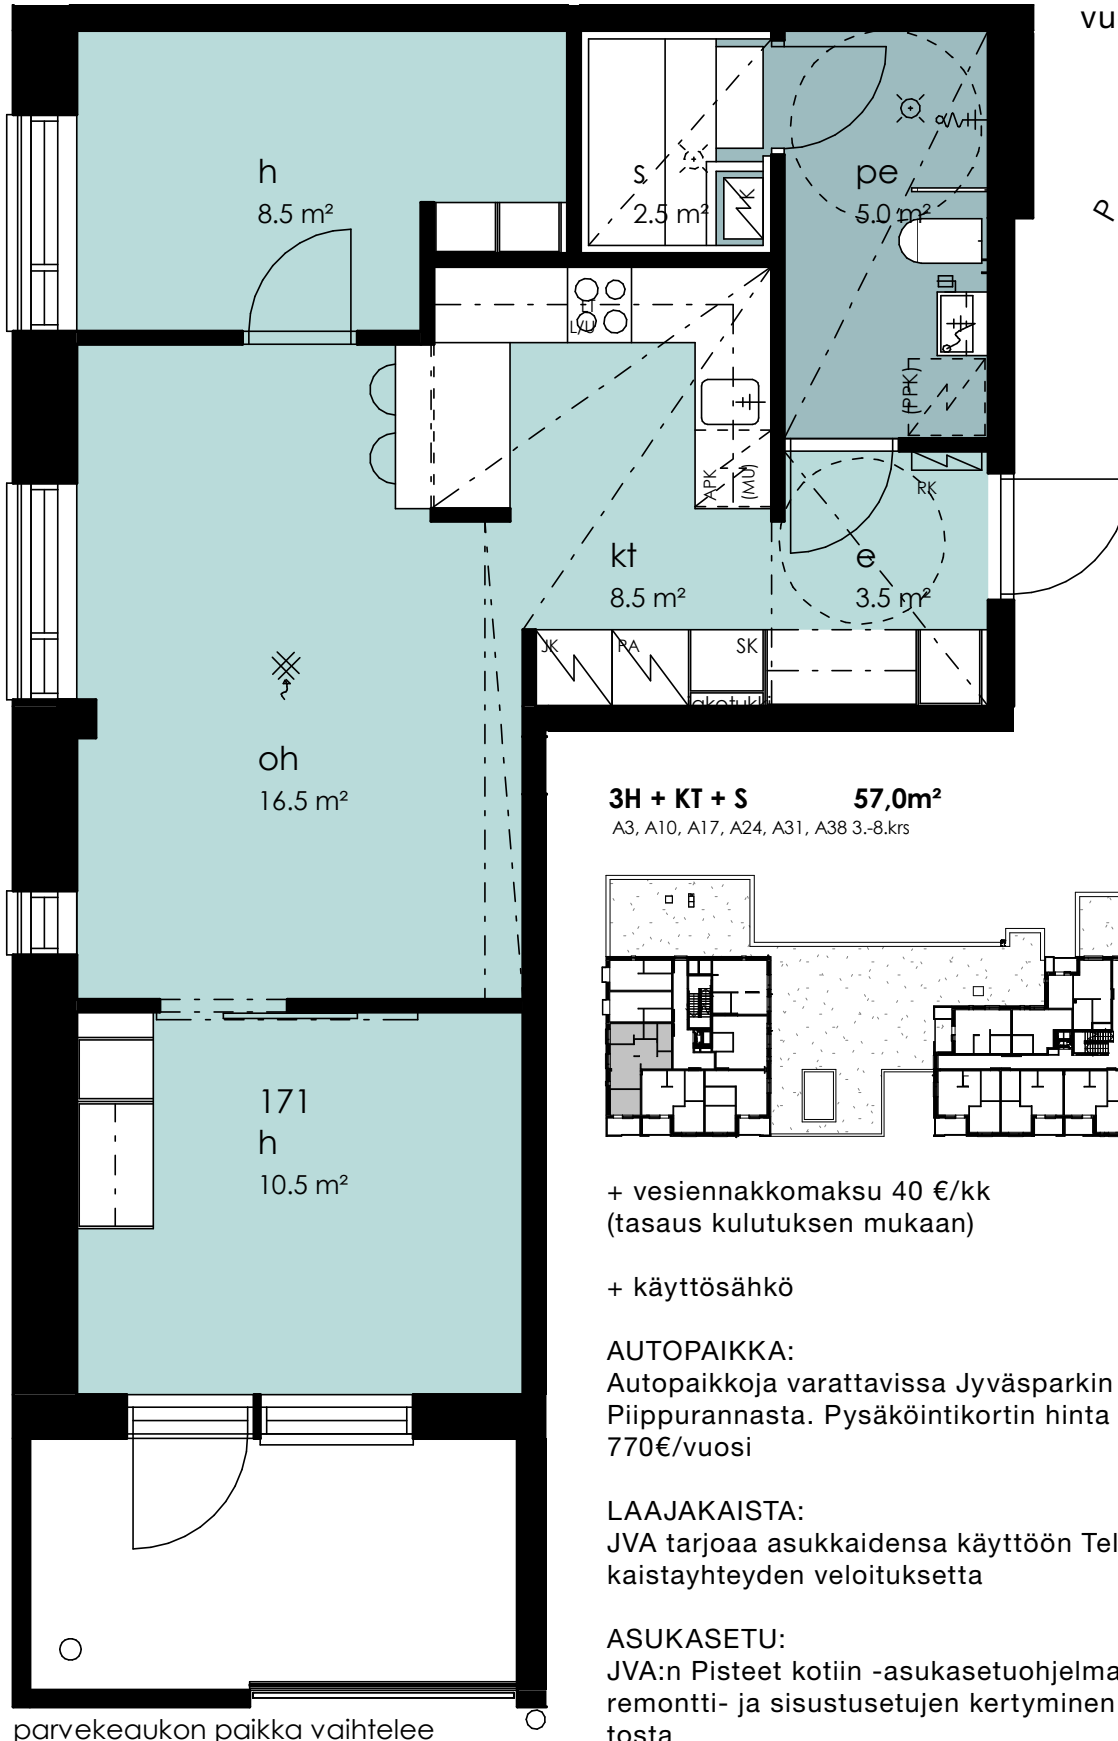 vu
h
8.5 m²
s
2.5 m²
K
pe
5.0 m²
P
LT
L/U
(PPK)
APK
(MU)
RK
kt
8.5 m²
e
3.5 m²
JK
PA
SK
jakotukki
oh
16.5 m²
3H + KT + S 57,0m²
A3, A10, A17, A24, A31, A38 3.-8.krs
171
h
10.5 m²
+ vesiennakkomaksu 40 €/kk
(tasaus kulutuksen mukaan)
+ käyttösähkö
AUTOPAIKKA:
Autopaikkoja varattavissa Jyväsparkin
Piippurannasta. Pysäköintikortin hinta
770€/vuosi
LAAJAKAISTA:
JVA tarjoaa asukkaidensa käyttöön Tel
kaistayhteyden veloituksetta
ASUKASETU:
JVA:n Pisteet kotiin -asukasetuohjelma
remontti- ja sisustusetujen kertyminen
tosta
parvekeaukon paikka vaihtelee